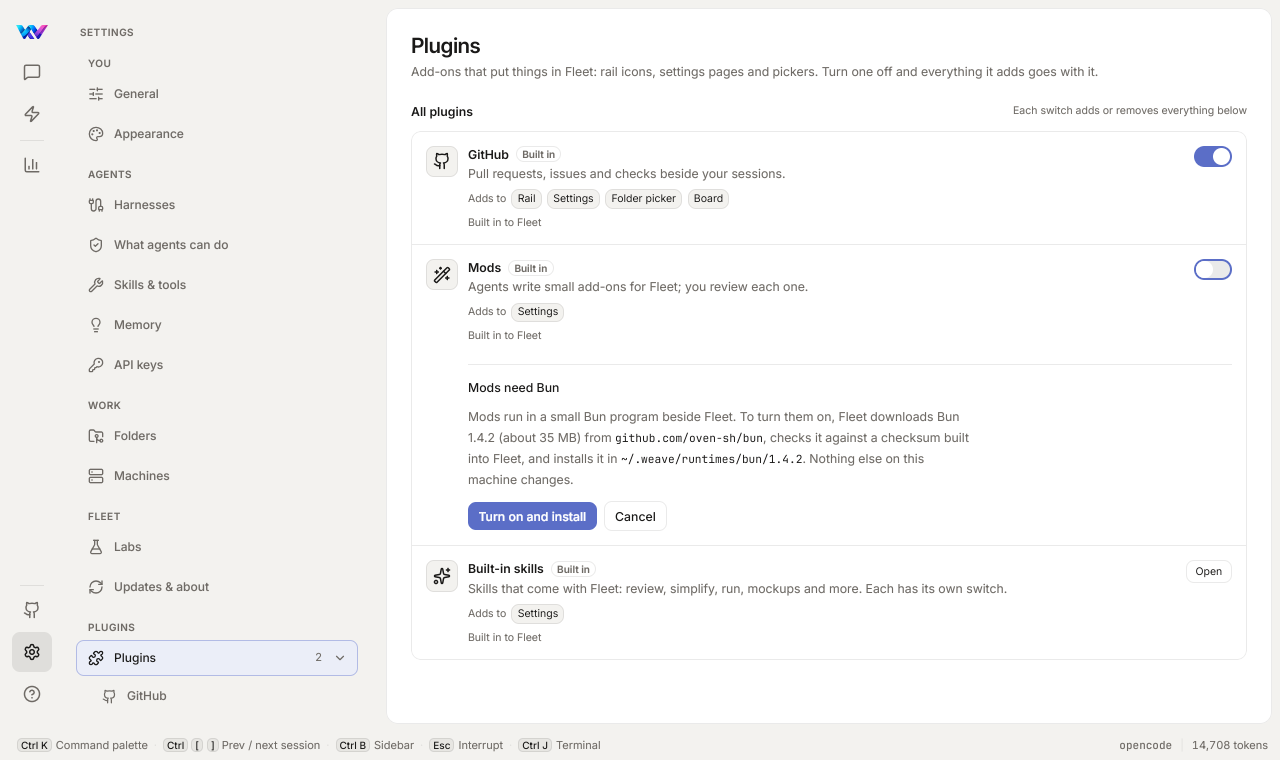 SETTINGS
YOU
General
Appearance
AGENTS
Harnesses
What agents can do
Skills & tools
Memory
API keys
WORK
Folders
Machines
FLEET
Labs
Updates & about
PLUGINS
Plugins 2
GitHub
Plugins
Add-ons that put things in Fleet: rail icons, settings pages and pickers. Turn one off and everything it adds goes with it.
All plugins
Each switch adds or removes everything below
GitHub Built in
Pull requests, issues and checks beside your sessions.
Adds to Rail Settings Folder picker Board
Built in to Fleet
Mods Built in
Agents write small add-ons for Fleet; you review each one.
Adds to Settings
Built in to Fleet
Mods need Bun
Mods run in a small Bun program beside Fleet. To turn them on, Fleet downloads Bun
1.4.2 (about 35 MB) from github.com/oven-sh/bun, checks it against a checksum built
into Fleet, and installs it in ~/.weave/runtimes/bun/1.4.2. Nothing else on this
machine changes.
Turn on and install Cancel
Built-in skills Built in
Open
Skills that come with Fleet: review, simplify, run, mockups and more. Each has its own switch.
Adds to Settings
Built in to Fleet
Ctrl K Command palette Ctrl [ ] Prev / next session Ctrl B Sidebar Esc Interrupt Ctrl J Terminal
opencode 14,708 tokens